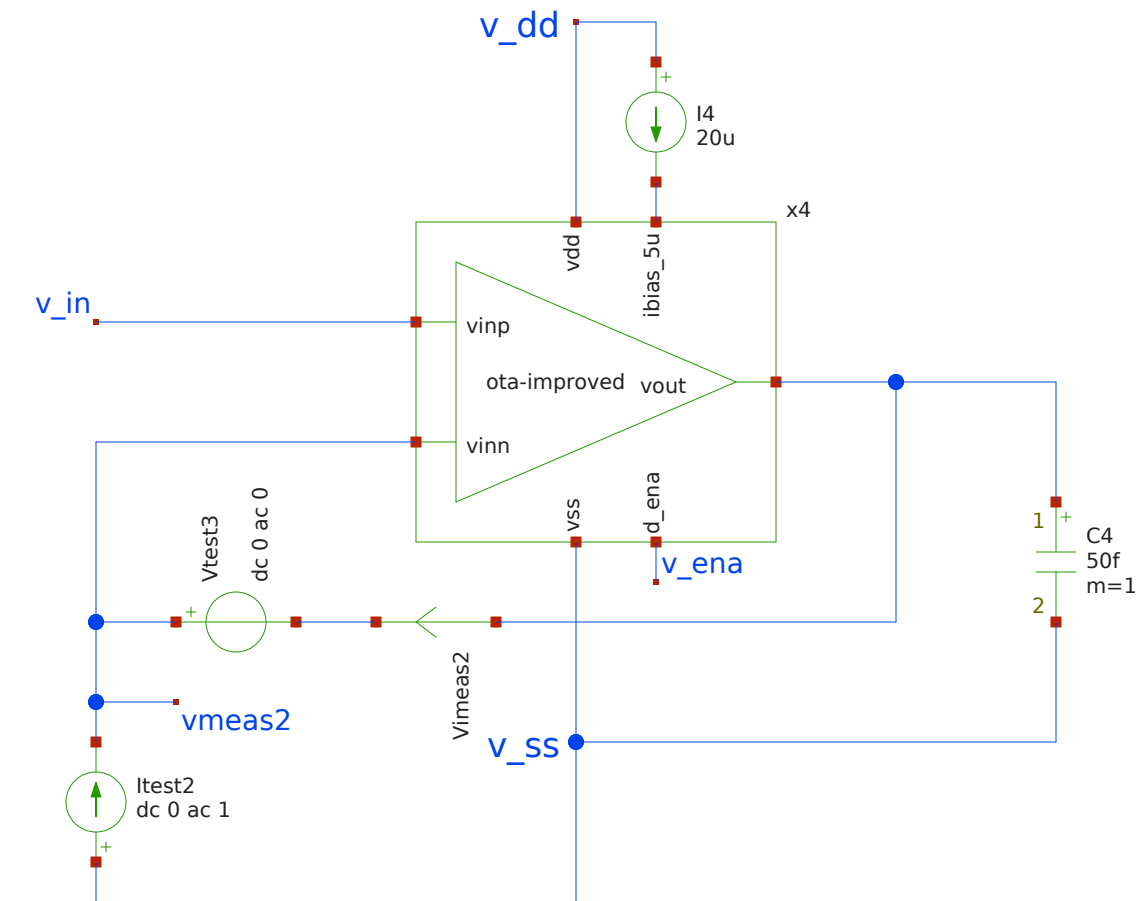 v_dd
+
I4
20u
x4
vdd
ibias_5u
v_in
vinp
ota-improved
vout
vinn
vss
d_ena
v_ena
Vtest3
dc 0 ac 0
+
1
+
C4
50f
m=1
2
Vimeas2
vmeas2
v_ss
Itest2
dc 0 ac 1
+